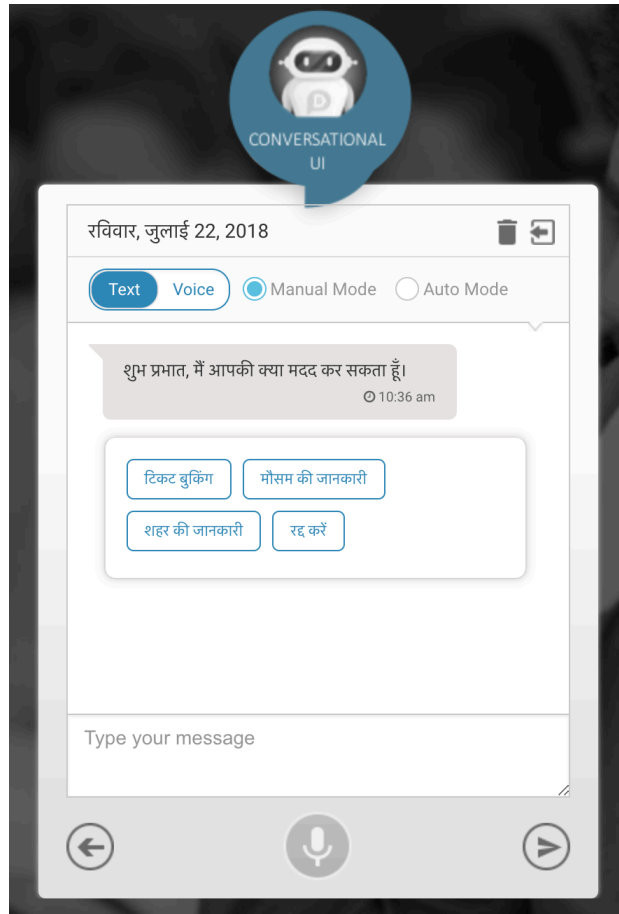 CONVERSATIONAL
UI
रविवार, जुलाई 22, 2018
Text Voice Manual Mode Auto Mode
शुभ प्रभात, मैं आपकी क्या मदद कर सकता हूँ।
10:36 am
टिकट बुकिंग मौसम की जानकारी
शहर की जानकारी रद्द करें
Type your message